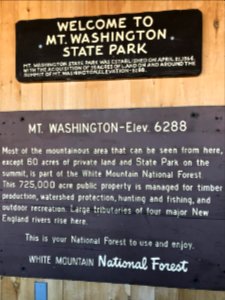 WELCOME TO
MT. WASHINGTON
STATE PARK
MT. WASHINGTON STATE PARK WAS ESTABLISHED ON APRIL
WITH THE ACQUISITION OF ACRES OF LAND ON AND AROUND THE
SUMMIT OF MT. WASHINGTON, ELEVATION-6288.
MT. WASHINGTON-Elev. 6288
Most of the mountainous area that can be seen from here,
except 60 acres of private land and State Park on the
summit, is part of the White Mountain National Forest.
This 725,000 acre public property is managed for timber
production, watershed protection, hunting and fishing, and
outdoor recreation. Large tributaries of four major New
England rivers rise here.
This is your National Forest to use and enjoy.
WHITE MOUNTAIN National Forest